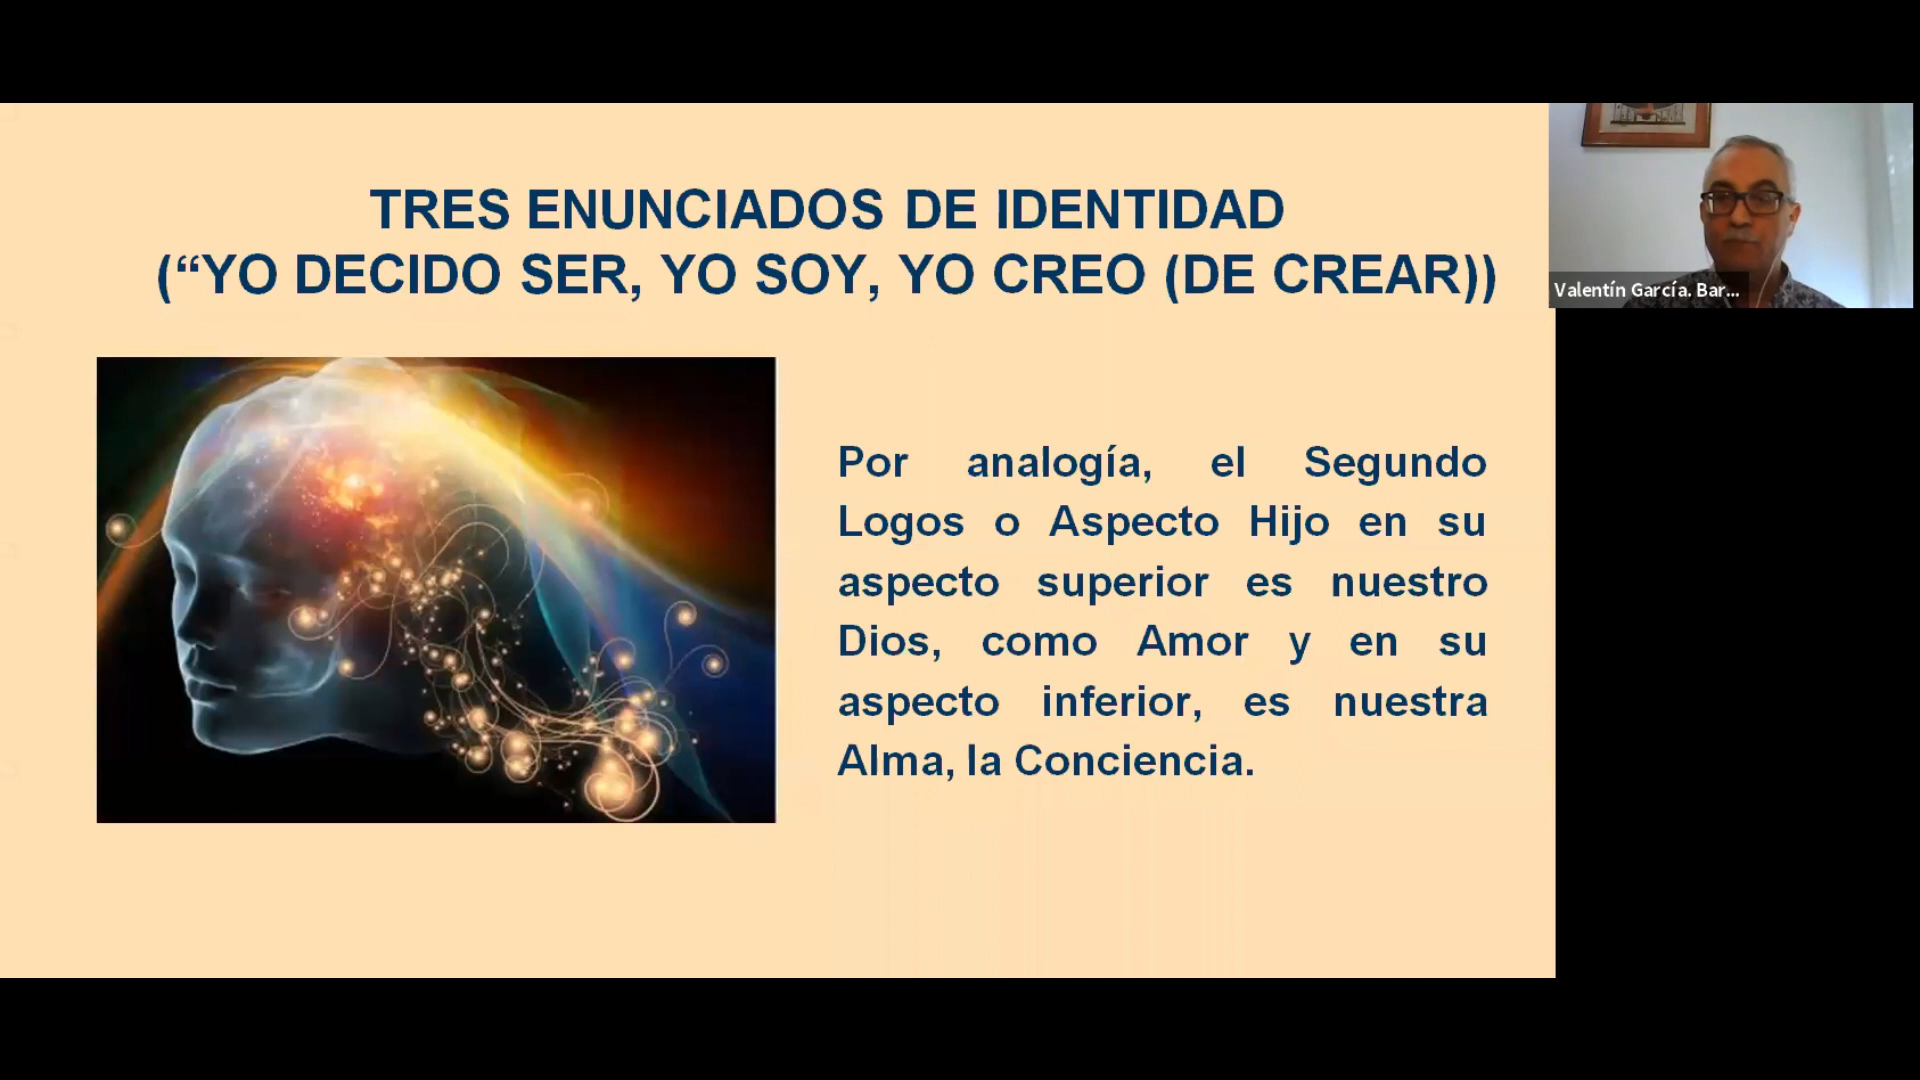 TRES ENUNCIADOS DE IDENTIDAD
(“YO DECIDO SER, YO SOY, YO CREO (DE CREAR))
Valentín García. Bar...
Por analogía, el Segundo
Logos o Aspecto Hijo en su
aspecto superior es nuestro
Dios, como Amor y en su
aspecto inferior, es nuestra
Alma, la Conciencia.